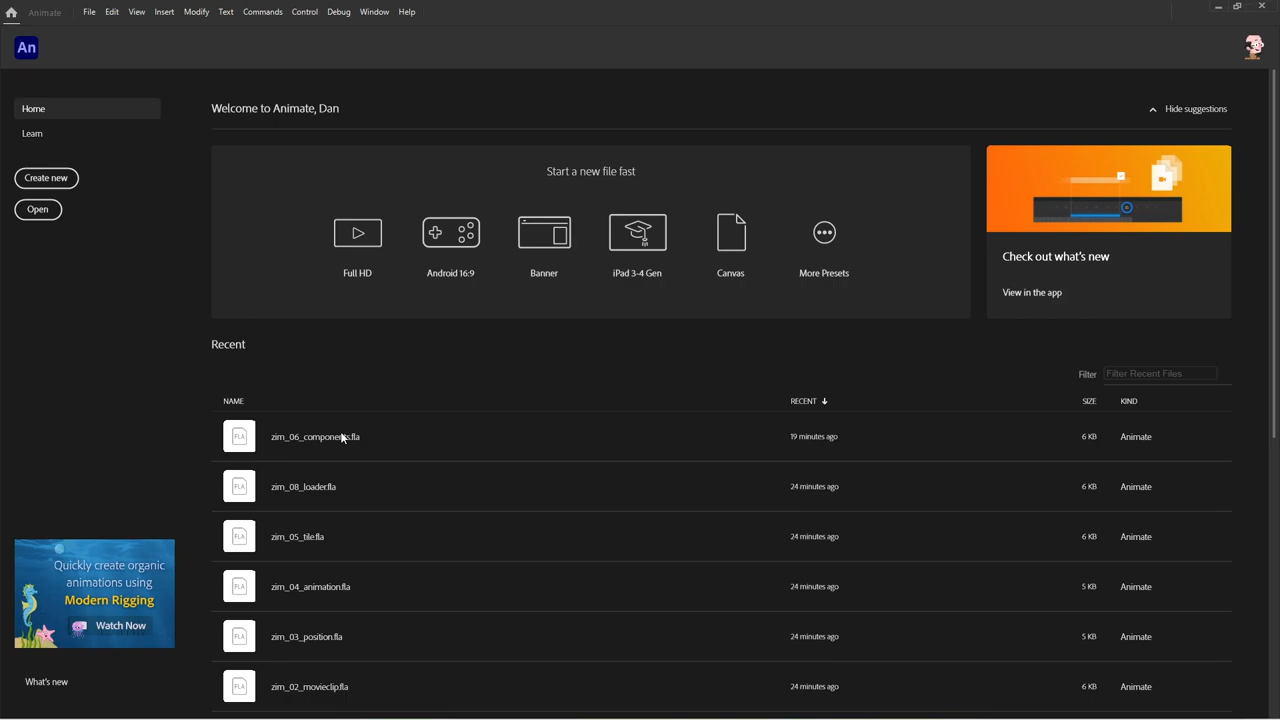 Animate File Edit View Insert Modify Text Commands Control Debug Window Help
An
Home
Learn
Create new
Open
Welcome to Animate, Dan
Hide suggestions
Start a new file fast
Full HD
Android 16:9
Banner
iPad 3-4 Gen
Canvas
More Presets
Check out what's new
View in the app
Recent
Filter Filter Recent Files
NAME RECENT SIZE KIND
FLA zim_06_components.fla 19 minutes ago 6 KB Animate
FLA zim_08_loader.fla 24 minutes ago 6 KB Animate
FLA zim_05_tile.fla 24 minutes ago 6 KB Animate
FLA zim_04_animation.fla 24 minutes ago 5 KB Animate
FLA zim_03_position.fla 24 minutes ago 5 KB Animate
FLA zim_02_movieclip.fla 24 minutes ago 6 KB Animate
Quickly create organic
animations using
Modern Rigging
Watch Now
What's new